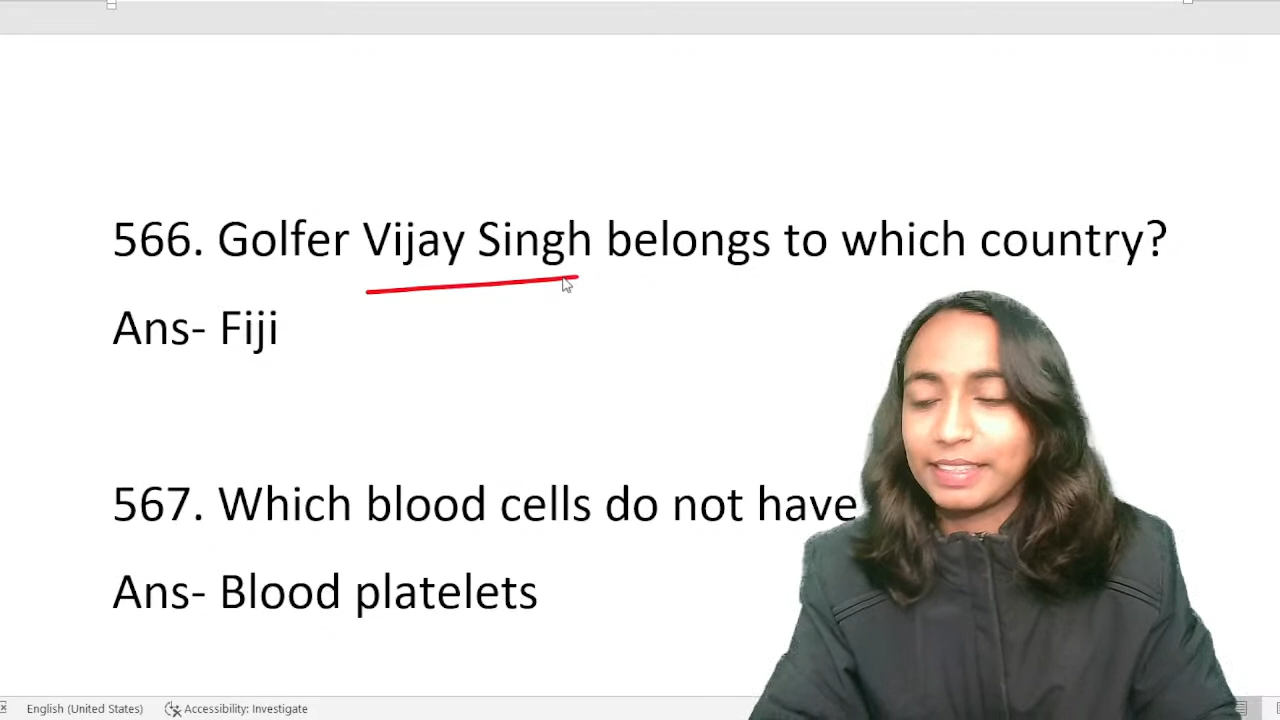 566. Golfer Vijay Singh belongs to which country?
Ans- Fiji
567. Which blood cells do not have
Ans- Blood platelets
English (United States) Accessibility: Investigate